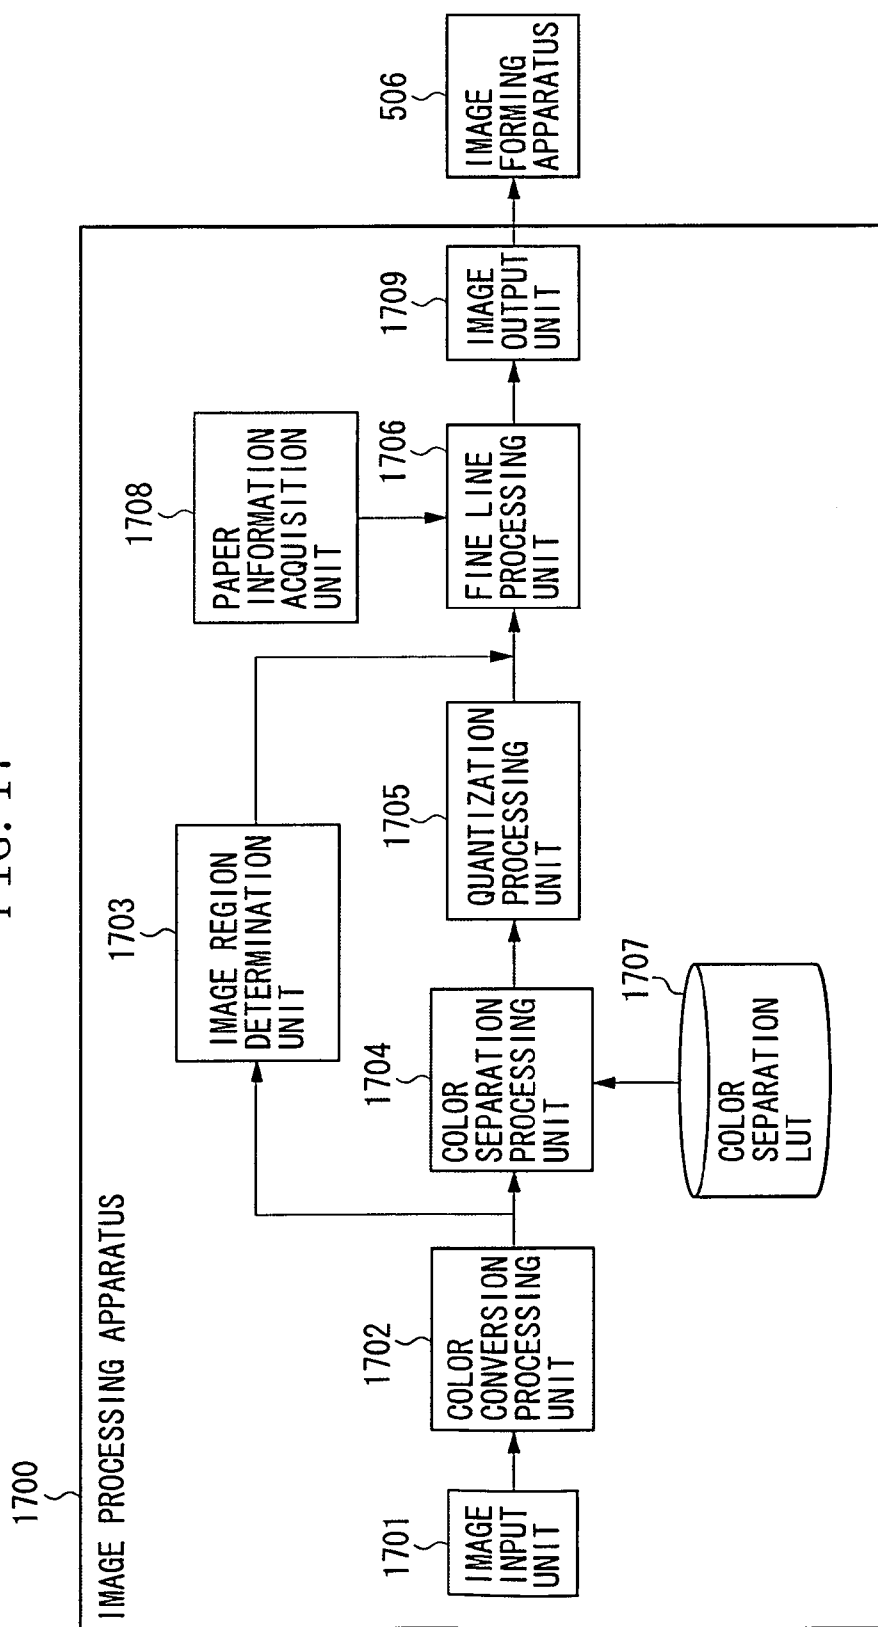 FIG. 17
1700
IMAGE PROCESSING APPARATUS
1701
IMAGE
INPUT
UNIT
1702
COLOR
CONVERSION
PROCESSING
UNIT
1703
IMAGE REGION
DETERMINATION
UNIT
1704
COLOR
SEPARATION
PROCESSING
UNIT
1707
COLOR
SEPARATION
LUT
1705
QUANTIZATION
PROCESSING
UNIT
1708
PAPER
INFORMATION
ACQUISITION
UNIT
1706
FINE LINE
PROCESSING
UNIT
1709
IMAGE
OUTPUT
UNIT
506
IMAGE
FORMING
APPARATUS